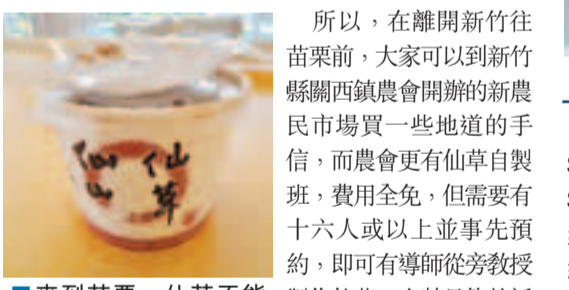 仙草
所以，在離開新竹往
苗栗前，大家可以到新竹
縣關西鎮農會開辦的新農
民市場買一些地道的手
信，而農會更有仙草自製
班，費用全免，但需要有
十六人或以上並事先預
約，即可有導師從旁教授